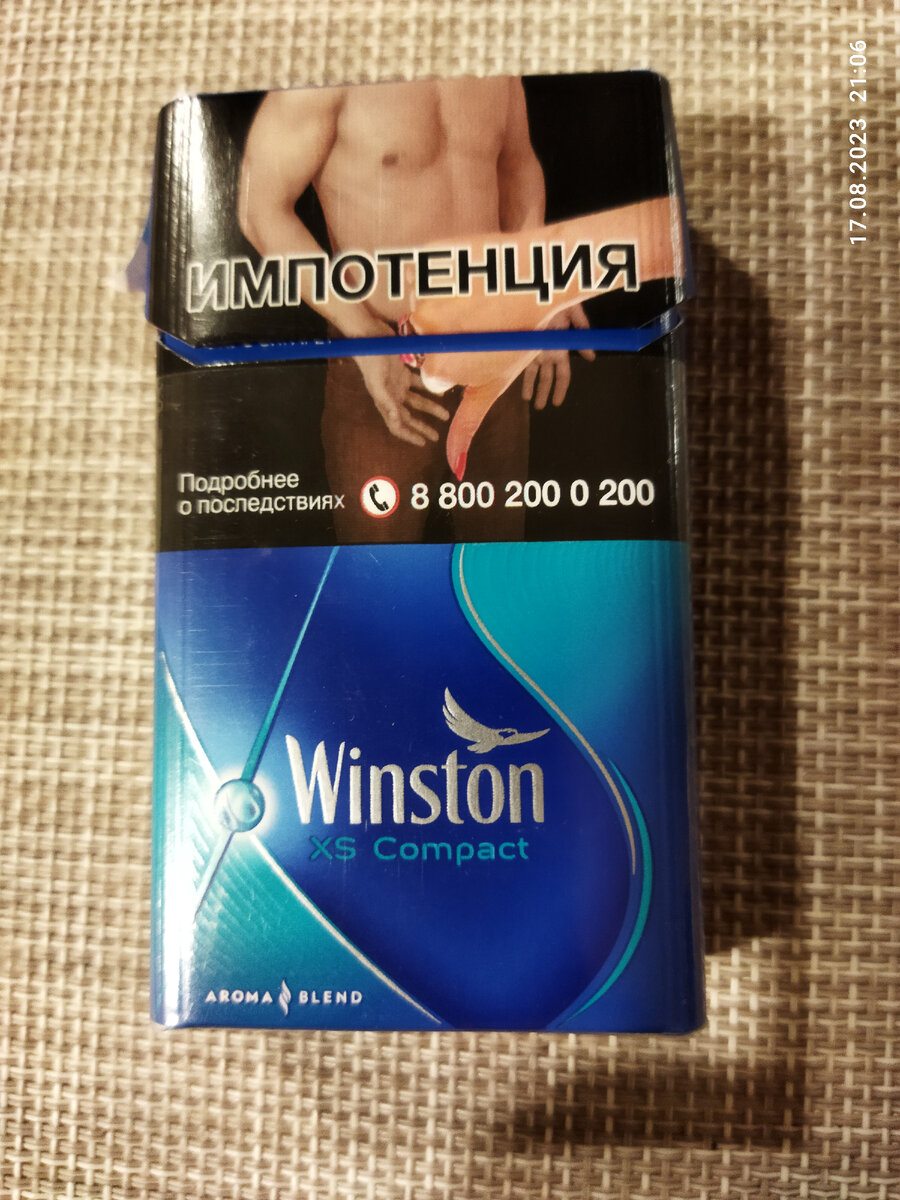 ИМПОТЕНЦИЯ
Подробнее
о последствиях
8 800 200 0 200
Winston
XS Compact
AROMA BLEND
17.08.2023 21:06